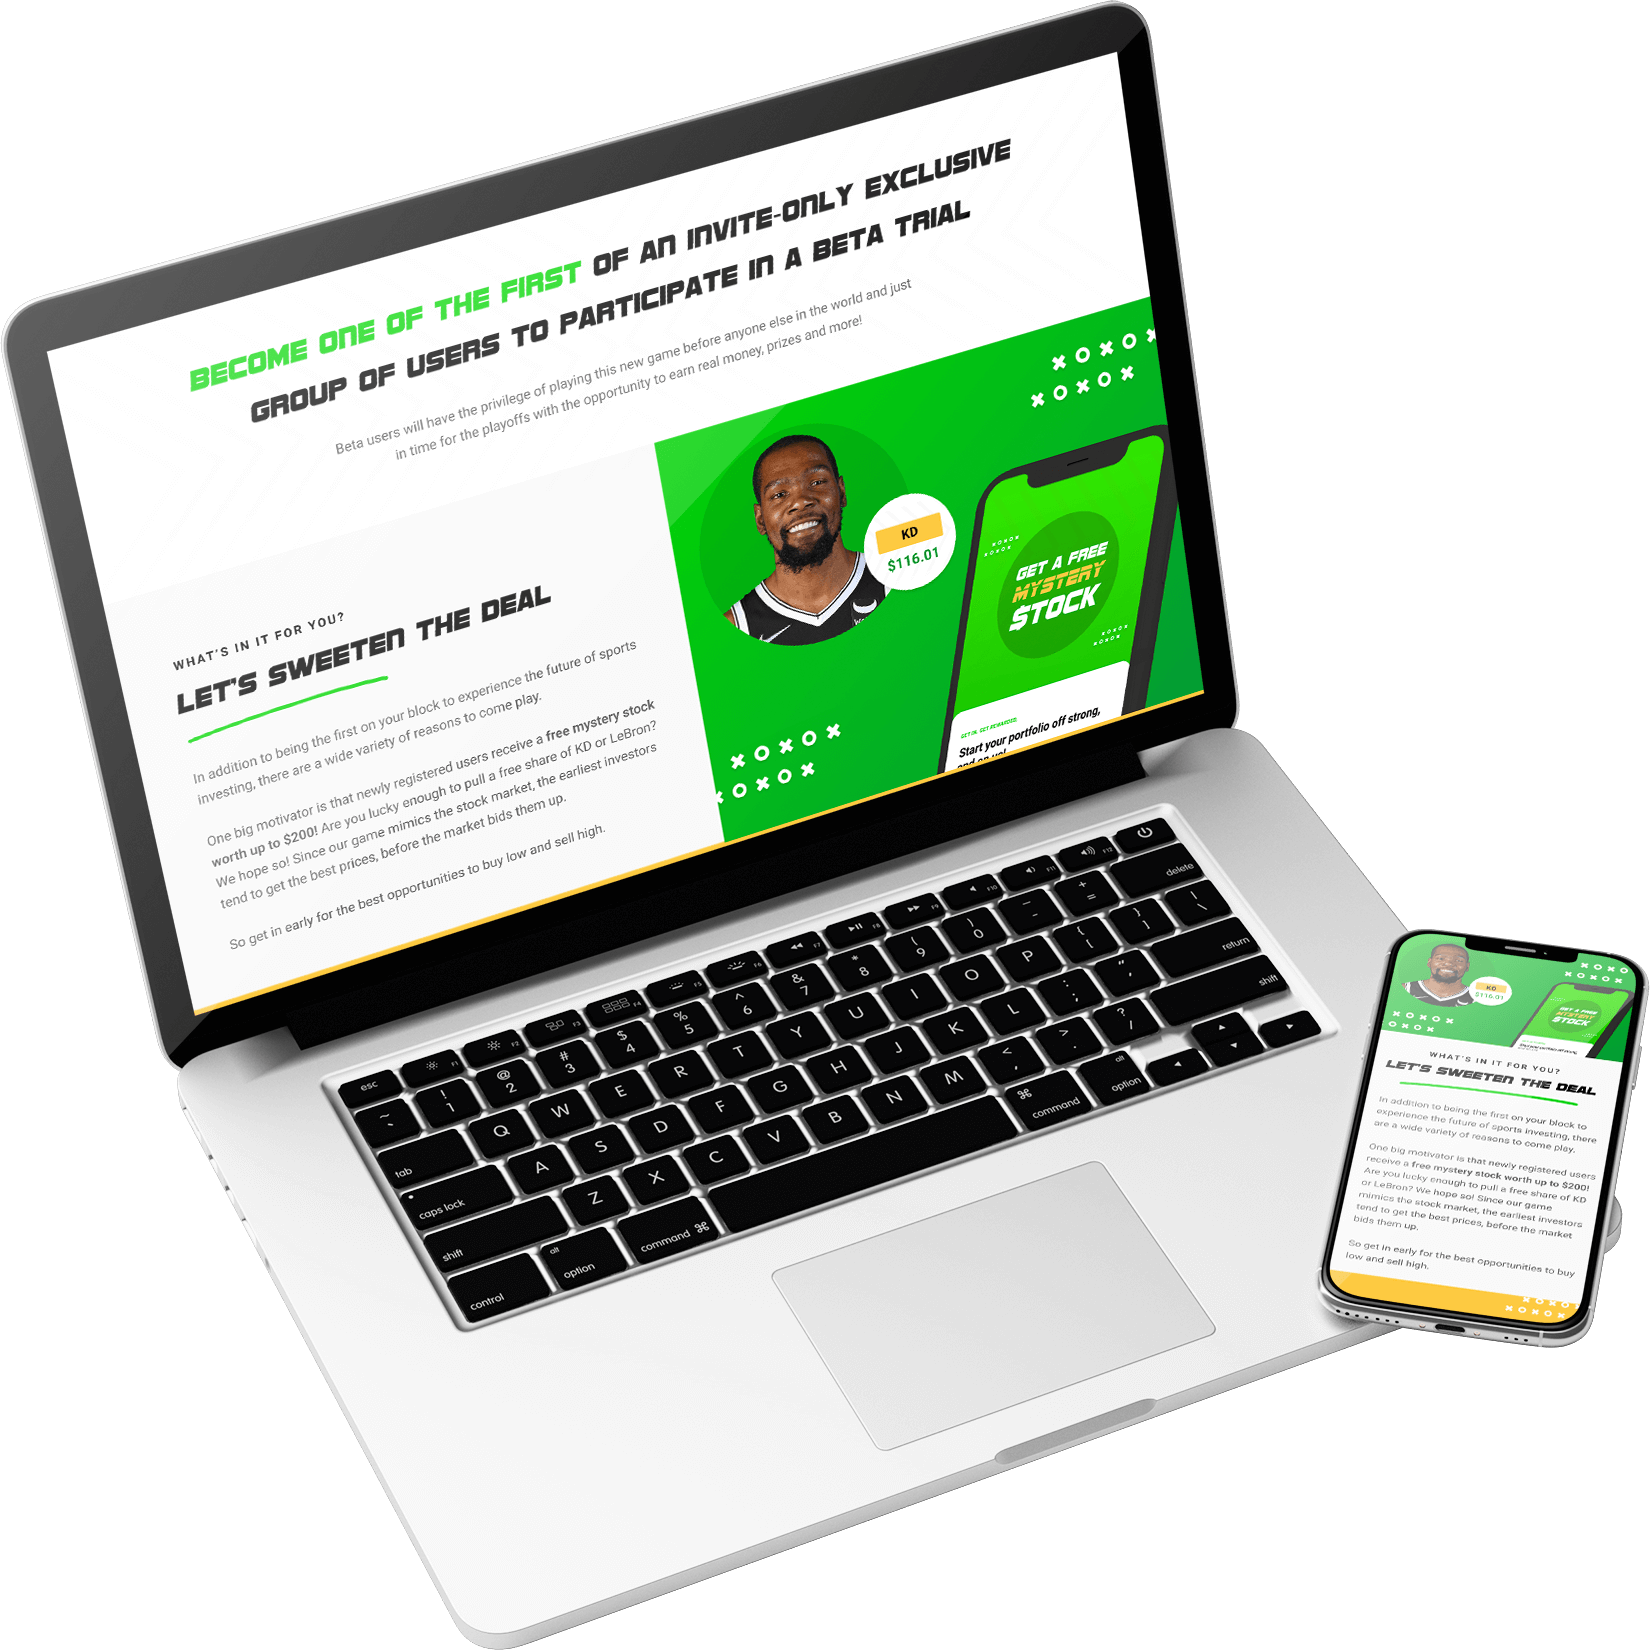 BECOME ONE OF THE FIRST OF AN INVITE-ONLY EXCLUSIVE
GROUP OF USERS TO PARTICIPATE IN A BETA TRIAL
Beta users will have the privilege of playing this new game before anyone else in the world and just
in time for the playoffs with the opportunity to earn real money, prizes and more!
WHAT'S IN IT FOR YOU?
LET'S SWEETEN THE DEAL
In addition to being the first on your block to experience the future of sports
investing, there are a wide variety of reasons to come play.
One big motivator is that newly registered users receive a free mystery stock
worth up to $200! Are you lucky enough to pull a free share of KD or LeBron?
We hope so! Since our game mimics the stock market, the earliest investors
tend to get the best prices, before the market bids them up.
So get in early for the best opportunities to buy low and sell high.
KD
$116.01
XOXOX
XOXOX
XOXOX
XOXOX
XOXOX
XOXOX
GET A FREE
MYSTERY
$TOCK
XOXOX
XOXOX
GET IN. GET REWARDED.
Start your portfolio off strong,
esc F1 F2 F3 F4 F5 F6 F7 F8 F9 F10 F11 F12
~ ` ! 1 @ 2 # 3 $ 4 % 5 ^ 6 & 7 * 8 ( 9 ) 0 _ - + = delete
tab Q W E R T Y U I O P { [ } ] | \
caps lock A S D F G H J K L : ; " ' return
shift Z X C V B N M < , > . ? / shift
control alt option command ⌘ ⌘ command alt option
KD
$116.01
XOXO
XOXOX
XOXOX
XOXO
GET A FREE
MYSTERY
$TOCK
WHAT'S IN IT FOR YOU?
LET'S SWEETEN THE DEAL
In addition to being the first on your block to
experience the future of sports investing, there
are a wide variety of reasons to come play.
One big motivator is that newly registered users
receive a free mystery stock worth up to $200!
Are you lucky enough to pull a free share of KD
or LeBron? We hope so! Since our game
mimics the stock market, the earliest investors
tend to get the best prices, before the market
bids them up.
So get in early for the best opportunities to buy
low and sell high.
XOXO
XOXOX